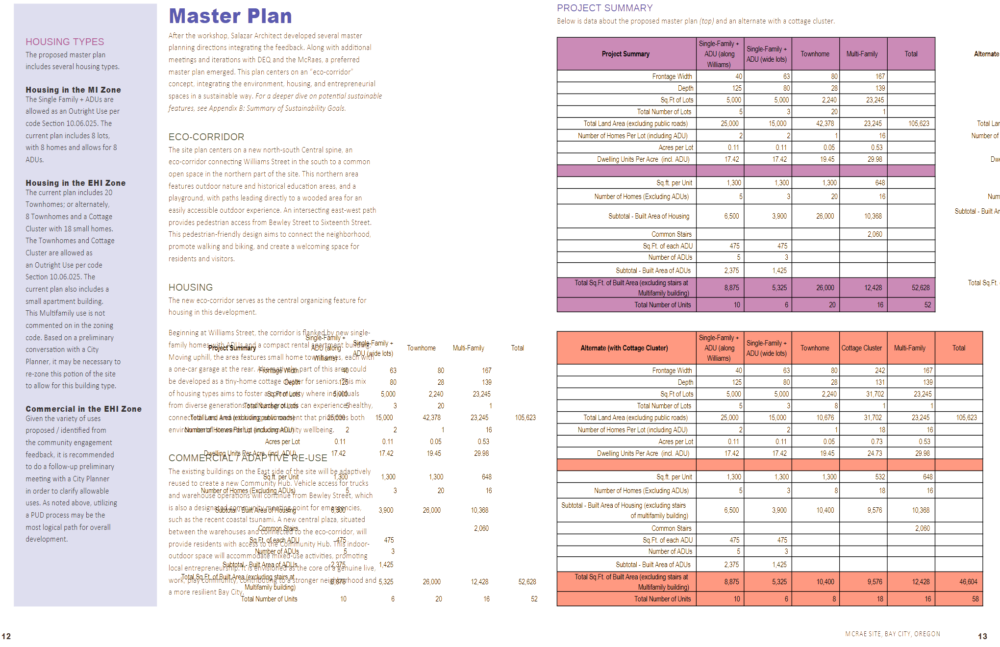 HOUSING TYPES
The proposed master plan
includes several housing types.
Housing in the MI Zone
The Single Family + ADUs are
allowed as an Outright Use per
code Section 10.06.025. The
current plan includes 8 lots,
with 8 homes and allows for 8
ADUs.
Housing in the EHI Zone
The current plan includes 20
Townhomes; or alternately,
8 Townhomes and a Cottage
Cluster with 18 small homes.
The Townhomes and Cottage
Cluster are allowed as
an Outright Use per code
Section 10.06.025. The
current plan also includes a
small apartment building.
This Multifamily use is not
commented on in the zoning
code. Based on a preliminary
conversation with a City
Planner, it may be necessary to
re-zone this potion of the site
to allow for this building type.
Commercial in the EHI Zone
Given the variety of uses
proposed / identified from
the community engagement
feedback, it is recommended
to do a follow-up preliminary
meeting with a City Planner
in order to clarify allowable
uses. As noted above, utilizing
a PUD process may be the
most logical path for overall
development.
12
Master Plan
After the workshop, Salazar Architect developed several master
planning directions integrating the feedback. Along with additional
meetings and iterations with DEQ and the McRaes, a preferred
master plan emerged. This plan centers on an “eco-corridor”
concept, integrating the environment, housing, and entrepreneurial
spaces in a sustainable way. For a deeper dive on potential sustainable
features, see Appendix B: Summary of Sustainability Goals.
ECO-CORRIDOR
The site plan centers on a new north-south Central spine, an
eco-corridor connecting Williams Street in the south to a common
open space in the northern part of the site. This northern area
features outdoor nature and historical education areas, and a
playground, with paths leading directly to a wooded area for an
easily accessible outdoor experience. An intersecting east-west path
provides pedestrian access from Bewley Street to Sixteenth Street.
This pedestrian-friendly design aims to connect the neighborhood,
promote walking and biking, and create a welcoming space for
residents and visitors.
HOUSING
The new eco-corridor serves as the central organizing feature for
housing in this development.
Beginning at Williams Street, the corridor is flanked by new single-
family homes with ADUs and a compact rental apartment building.
Moving uphill, the area features small home townhomes, each with
a one-car garage at the rear. Alternatively, part of this area could
be developed as a tiny-home cottage cluster for seniors. This mix
of housing types aims to foster a community where individuals
from diverse generations and backgrounds can experience healthy,
connected lives in a thriving environment that prioritizes both
environmental stewardship and community wellbeing.
COMMERCIAL / ADAPTIVE RE-USE
The existing buildings on the East side of the site will be adaptively
reused to create a new Community Hub. Vehicle access for trucks
and warehouse operations will continue from Bewley Street, which
is also a designated community meeting point for emergencies,
such as the recent coastal tsunami. A new central plaza, situated
between the warehouses and connected to the eco-corridor, will
provide residents with access to the Community Hub. This indoor-
outdoor space will accommodate mixed-use activities, promoting
local entrepreneurship. It is envisioned as the core of a genuine live,
work, play community, contributing to a stronger neighborhood and
a more resilient Bay City.
Project Summary Single-Family + ADU (along Williams) Single-Family + ADU (wide lots) Townhome Multi-Family Total
Frontage Width 40 63 80 167
Depth 125 80 28 139
Sq.Ft of Lots 5,000 5,000 2,240 23,245
Total Number of Lots 5 3 20 1
Total Land Area (excluding public roads) 25,000 15,000 42,378 23,245 105,623
Number of Homes Per Lot (including ADU) 2 2 1 16
Acres per Lot 0.11 0.11 0.05 0.53
Dwelling Units Per Acre (incl. ADU) 17.42 17.42 19.45 29.98
Sq.ft. per Unit 1,300 1,300 1,300 648
Number of Homes (Excluding ADUs) 5 3 20 16
Subtotal - Built Area of Housing 6,500 3,900 26,000 10,368
Common Stairs 2,060
Sq.Ft. of each ADU 475 475
Number of ADUs 5 3
Subtotal - Built Area of ADUs 2,375 1,425
Total Sq.Ft. of Built Area (excluding stairs at Multifamily building) 8,875 5,325 26,000 12,428 52,628
Total Number of Units 10 6 20 16 52
PROJECT SUMMARY
Below is data about the proposed master plan (top) and an alternate with a cottage cluster.
Project Summary Single-Family + ADU (along Williams) Single-Family + ADU (wide lots) Townhome Multi-Family Total
Frontage Width 40 63 80 167
Depth 125 80 28 139
Sq.Ft of Lots 5,000 5,000 2,240 23,245
Total Number of Lots 5 3 20 1
Total Land Area (excluding public roads) 25,000 15,000 42,378 23,245 105,623
Number of Homes Per Lot (including ADU) 2 2 1 16
Acres per Lot 0.11 0.11 0.05 0.53
Dwelling Units Per Acre (incl. ADU) 17.42 17.42 19.45 29.98
Sq.ft. per Unit 1,300 1,300 1,300 648
Number of Homes (Excluding ADUs) 5 3 20 16
Subtotal - Built Area of Housing 6,500 3,900 26,000 10,368
Common Stairs 2,060
Sq.Ft. of each ADU 475 475
Number of ADUs 5 3
Subtotal - Built Area of ADUs 2,375 1,425
Total Sq.Ft. of Built Area (excluding stairs at Multifamily building) 8,875 5,325 26,000 12,428 52,628
Total Number of Units 10 6 20 16 52
Alternate
Total Lar
Number of
Dwe
Num
Subtotal - Built Ar
Total Sq.Ft.
Alternate (with Cottage Cluster) Single-Family + ADU (along Williams) Single-Family + ADU (wide lots) Townhome Cottage Cluster Multi-Family Total
Frontage Width 40 63 80 242 167
Depth 125 80 28 131 139
Sq.Ft of Lots 5,000 5,000 2,240 31,702 23,245
Total Number of Lots 5 3 8 1 1
Total Land Area (excluding public roads) 25,000 15,000 10,676 31,702 23,245 105,623
Number of Homes Per Lot (including ADU) 2 2 1 18 16
Acres per Lot 0.11 0.11 0.05 0.73 0.53
Dwelling Units Per Acre (incl. ADU) 17.42 17.42 19.45 24.73 29.98
Sq.ft. per Unit 1,300 1,300 1,300 532 648
Number of Homes (Excluding ADUs) 5 3 8 18 16
Subtotal - Built Area of Housing (excluding stairs of multifamily building) 6,500 3,900 10,400 9,576 10,368
Common Stairs 2,060
Sq.Ft. of each ADU 475 475
Number of ADUs 5 3
Subtotal - Built Area of ADUs 2,375 1,425
Total Sq.Ft. of Built Area (excluding stairs at Multifamily building) 8,875 5,325 10,400 9,576 12,428 46,604
Total Number of Units 10 6 8 18 16 58
MCRAE SITE, BAY CITY, OREGON
13